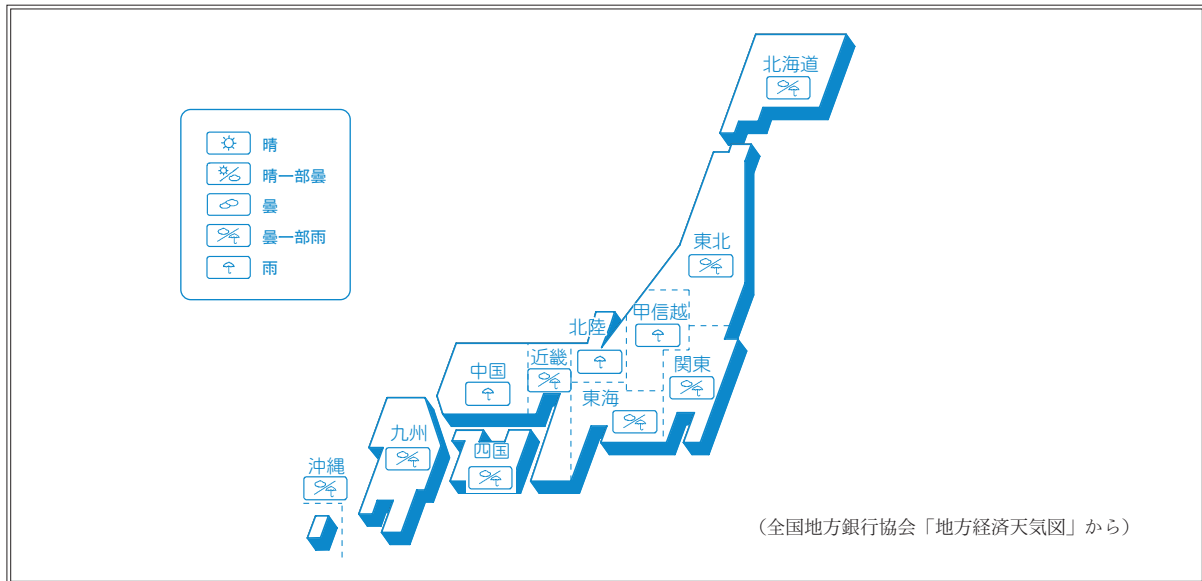 北海道
晴
晴一部曇
曇
曇一部雨
雨
東北
甲信越
北陸
近畿
関東
中国
東海
九州
四国
沖縄
（全国地方銀行協会「地方経済天気図」から）